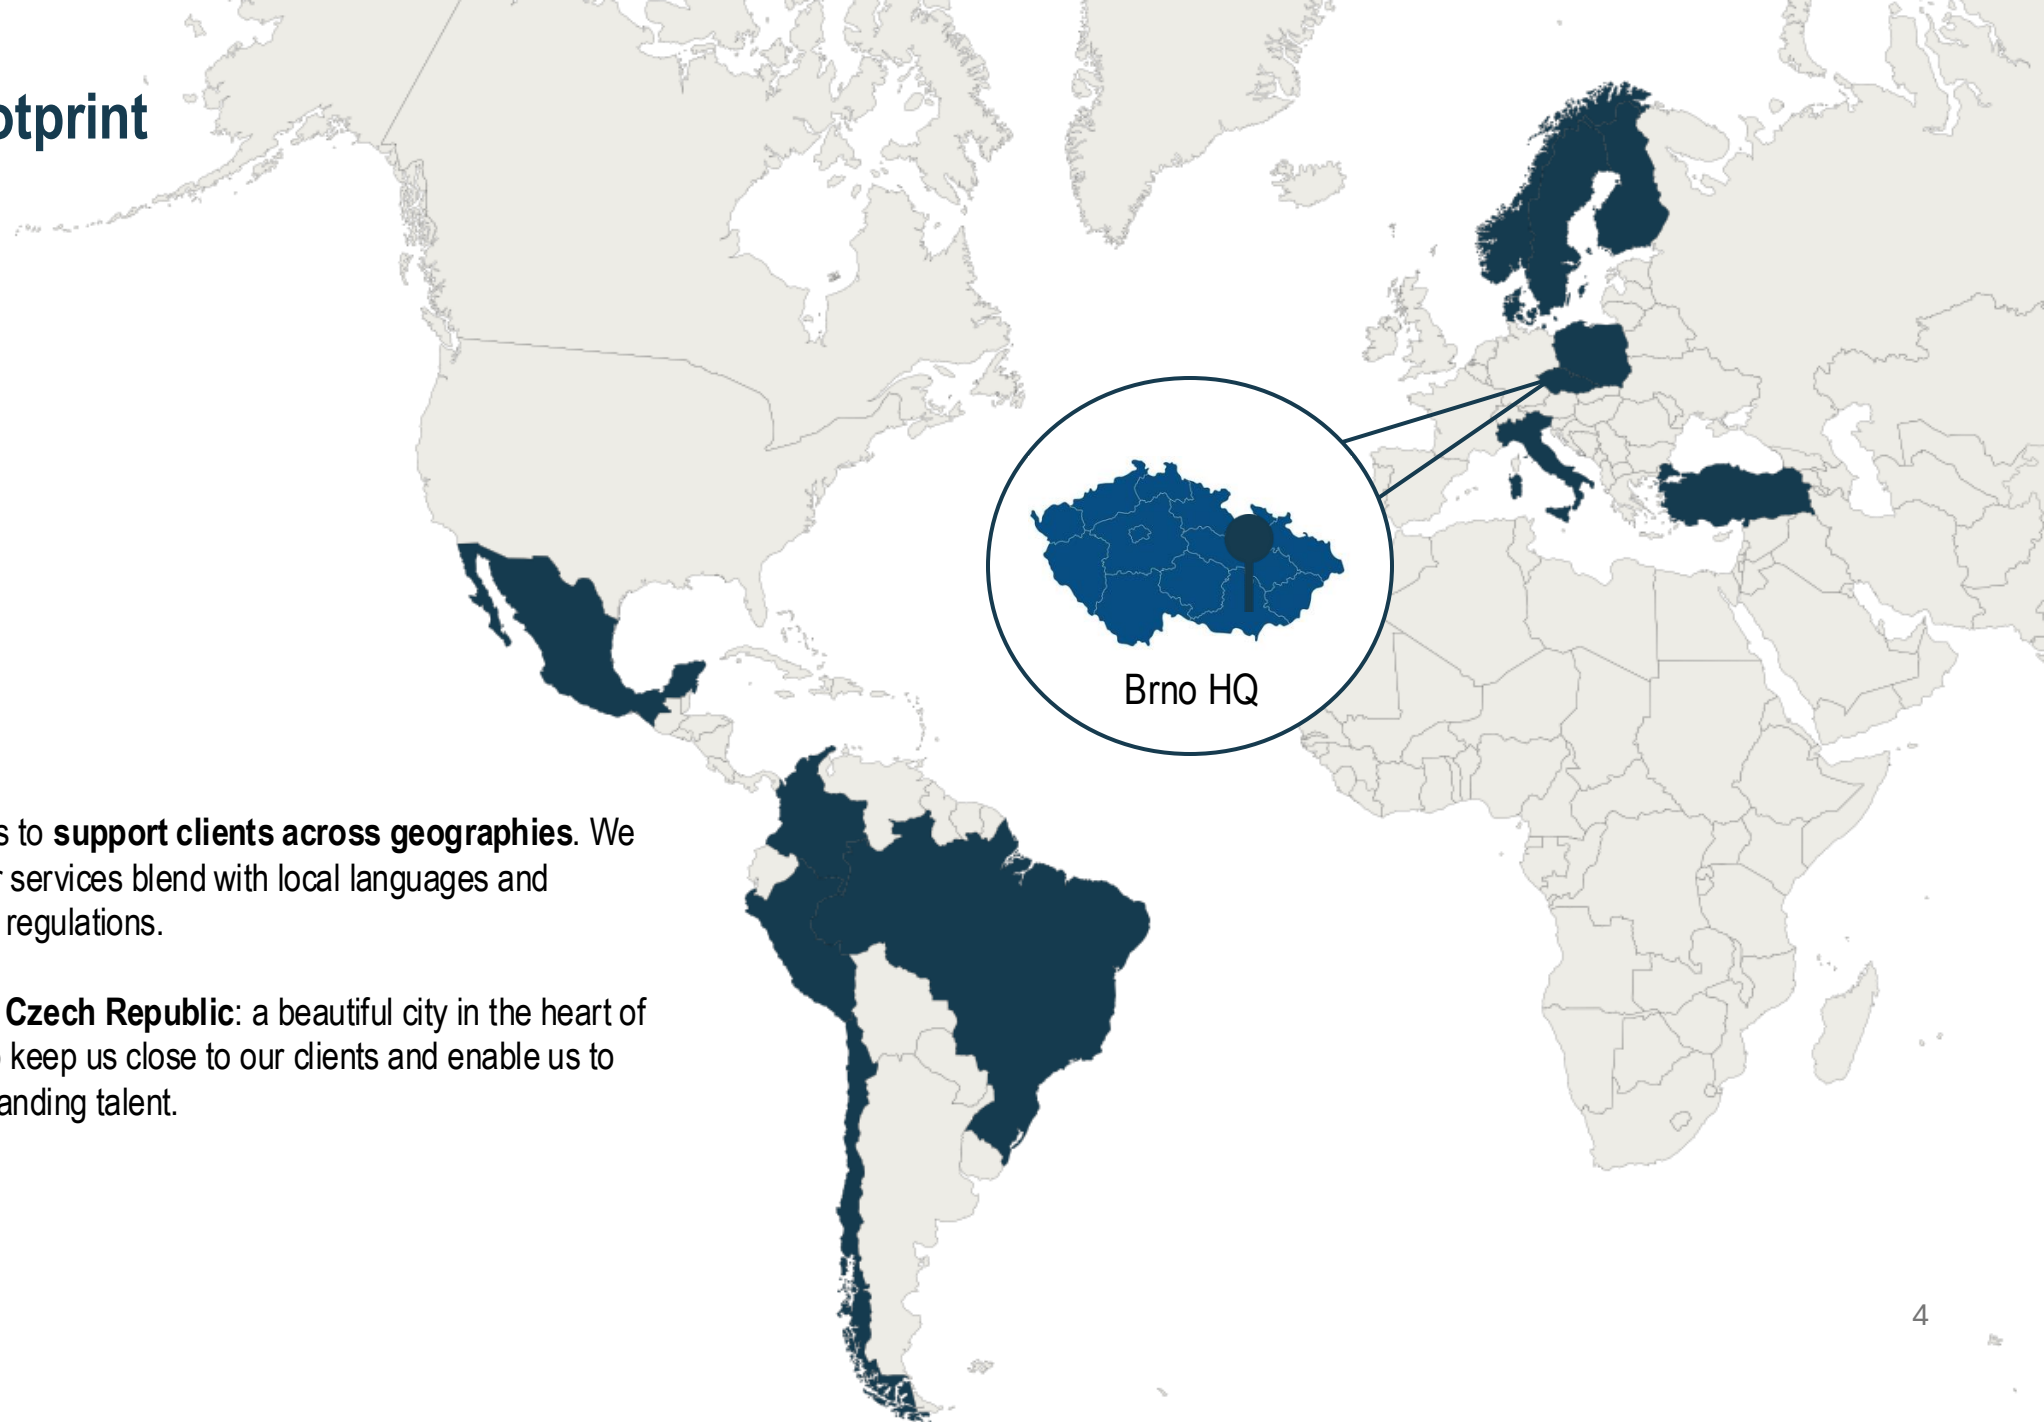 otprint
s to support clients across geographies. We
services blend with local languages and
regulations.
Czech Republic: a beautiful city in the heart of
keep us close to our clients and enable us to
anding talent.
Brno HQ
4